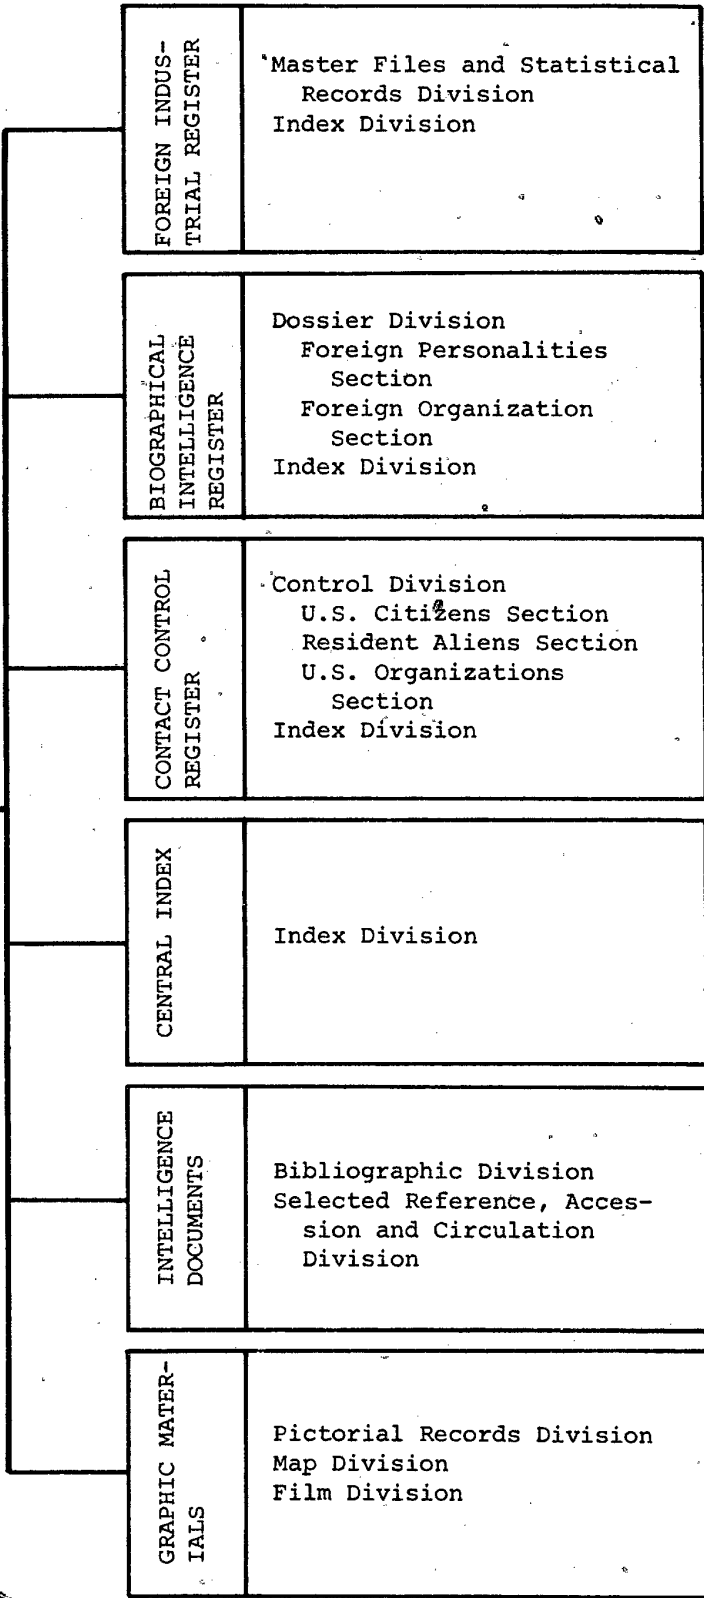 FOREIGN INDUS-
TRIAL REGISTER
Master Files and Statistical
Records Division
Index Division
BIOGRAPHICAL
INTELLIGENCE
REGISTER
Dossier Division
Foreign Personalities
Section
Foreign Organization
Section
Index Division
CONTACT CONTROL
REGISTER
Control Division
U.S. Citizens Section
Resident Aliens Section
U.S. Organizations
Section
Index Division
CENTRAL INDEX
Index Division
INTELLIGENCE
DOCUMENTS
Bibliographic Division
Selected Reference, Acces-
sion and Circulation
Division
GRAPHIC MATER-
IALS
Pictorial Records Division
Map Division
Film Division